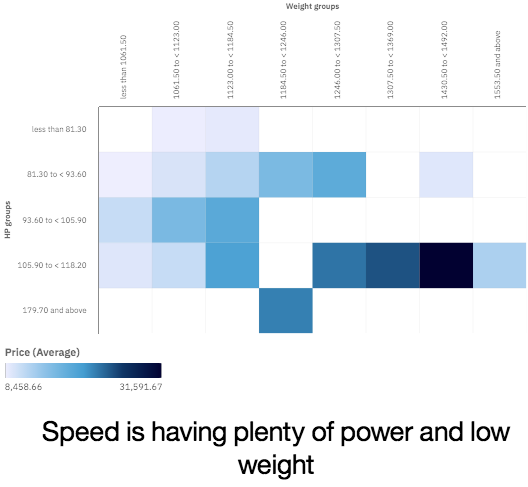 Weight groups
less than 1061.50
1061.50 to < 1123.00
1123.00 to < 1184.50
1184.50 to < 1246.00
1246.00 to < 1307.50
1307.50 to < 1369.00
1430.50 to < 1492.00
1553.50 and above
HP groups
less than 81.30
81.30 to < 93.60
93.60 to < 105.90
105.90 to < 118.20
179.70 and above
Price (Average)
8,458.66 31,591.67
Speed is having plenty of power and low
weight